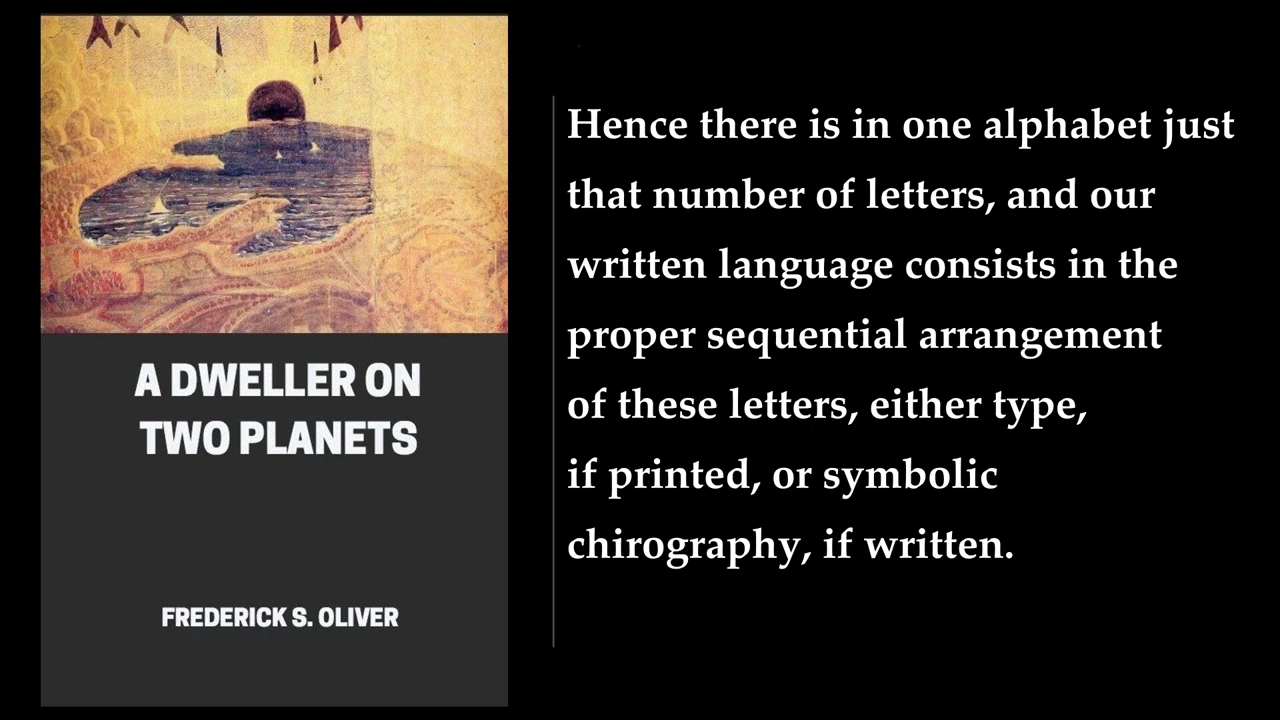 A DWELLER ON
TWO PLANETS
FREDERICK S. OLIVER
Hence there is in one alphabet just
that number of letters, and our
written language consists in the
proper sequential arrangement
of these letters, either type,
if printed, or symbolic
chirography, if written.